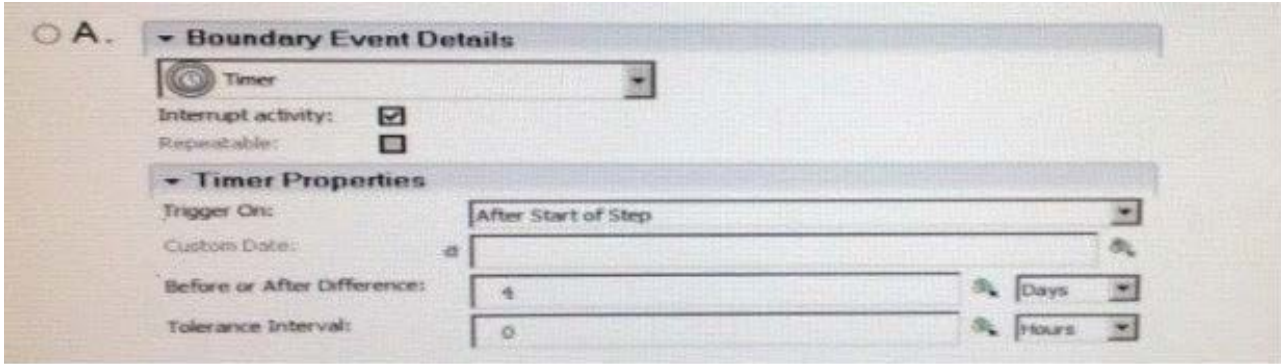 A.
Boundary Event Details
Timer
Interrupt activity:
Repeatable:
Timer Properties
Trigger On: After Start of Step
Custom Date:
Before or After Difference: 4 Days
Tolerance Interval: 0 Hours